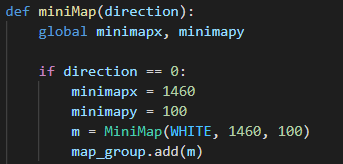 def miniMap(direction):
    global minimapx, minimapy
    if direction == 0:
        minimapx = 1460
        minimapy = 100
        m = MiniMap(WHITE, 1460, 100)
        map_group.add(m)